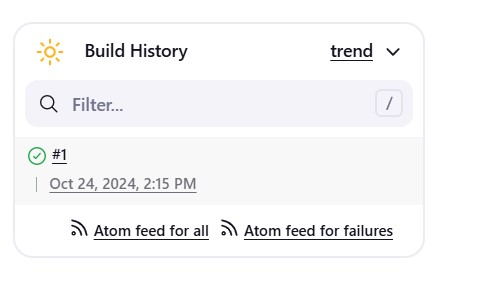 Build History trend
Filter... /
#1
Oct 24, 2024, 2:15 PM
Atom feed for all Atom feed for failures